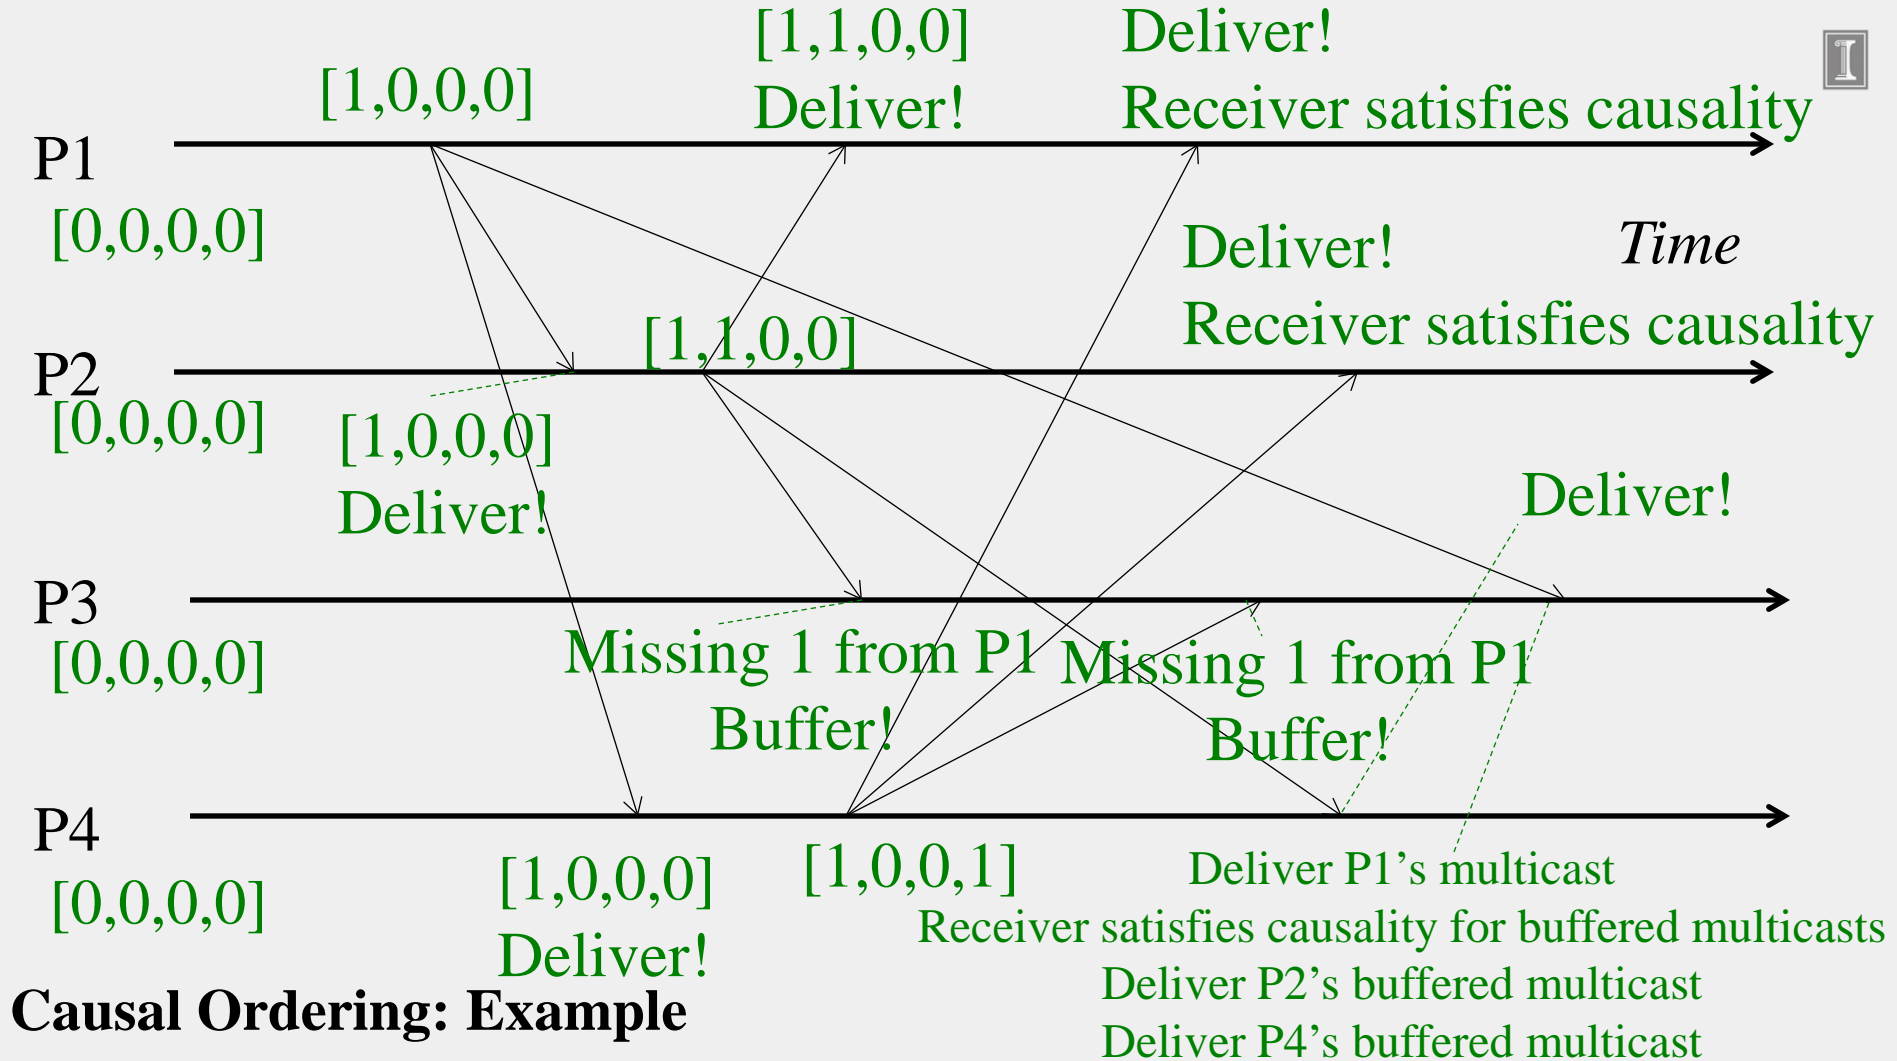 [1,1,0,0]
Deliver!
Deliver!
Receiver satisfies causality
[1,0,0,0]
P1
[0,0,0,0]
Time
Deliver!
Receiver satisfies causality
[1,1,0,0]
P2
[0,0,0,0]
[1,0,0,0]
Deliver!
Deliver!
P3
[0,0,0,0]
Missing 1 from P1
Buffer!
Missing 1 from P1
Buffer!
P4
[0,0,0,0]
[1,0,0,0]
Deliver!
[1,0,0,1]
Deliver P1’s multicast
Receiver satisfies causality for buffered multicasts
Deliver P2’s buffered multicast
Deliver P4’s buffered multicast
Causal Ordering: Example